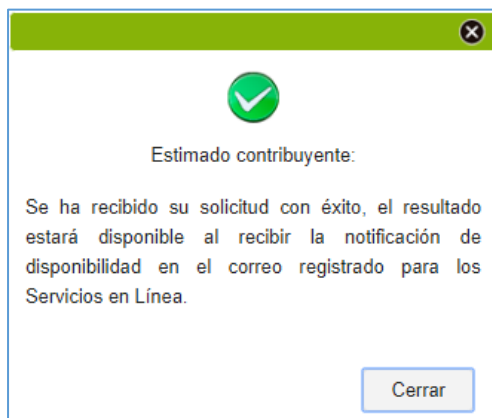 Estimado contribuyente:
Se ha recibido su solicitud con éxito, el resultado
estará disponible al recibir la notificación de
disponibilidad en el correo registrado para los
Servicios en Línea.
Cerrar